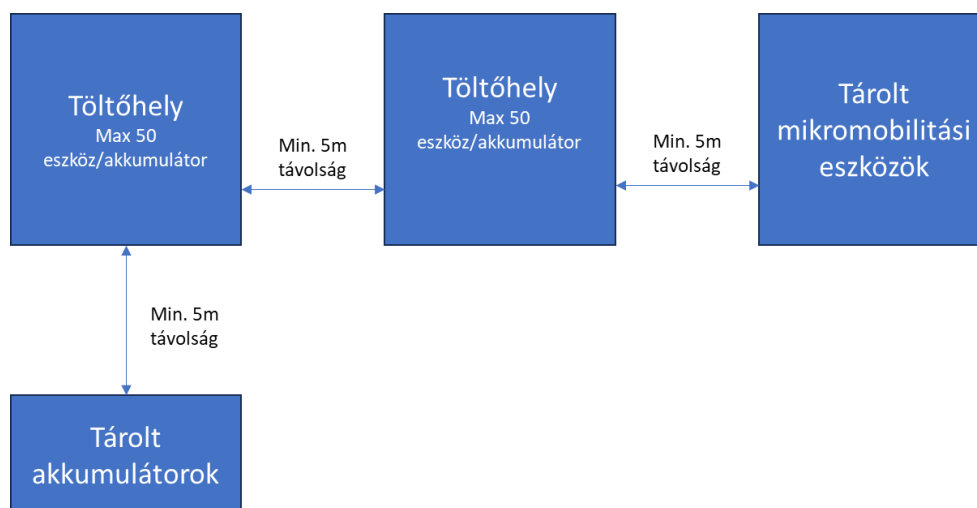 Töltőhely
Max 50
eszköz/akkumulátor
Min. 5m
távolság
Töltőhely
Max 50
eszköz/akkumulátor
Min. 5m
távolság
Tárolt
mikromobilitási
eszközök
Min. 5m
távolság
Tárolt
akkumulátorok